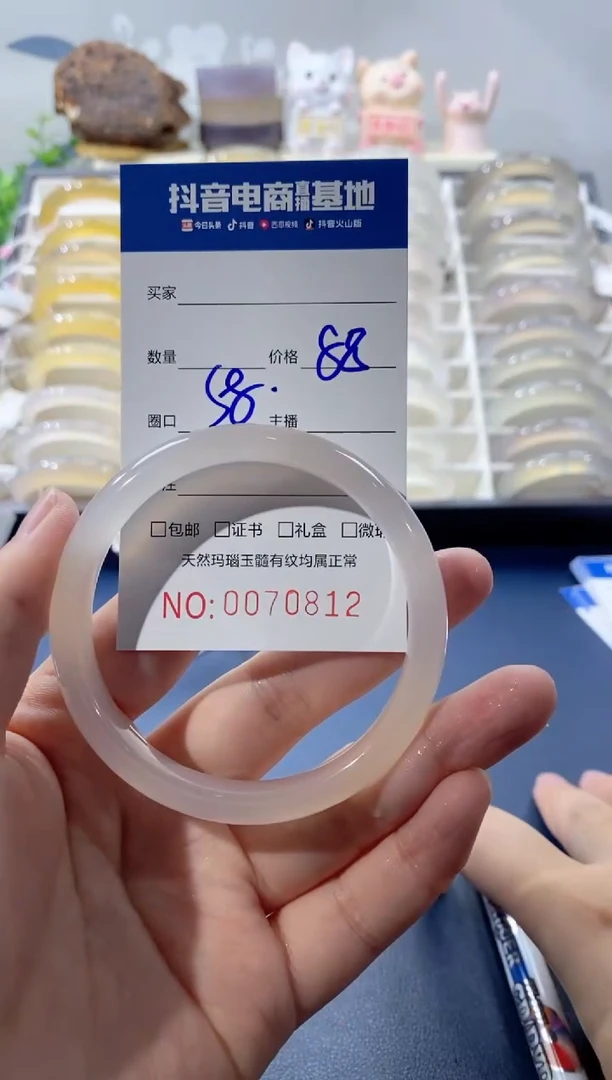 抖音电商直播基地
今日头条 抖音 西瓜视频 抖音火山版
买家
数量 价格 88
圈口 58. 主播
注
□包邮 □证书 □礼盒 □微
天然玛瑙玉髓有纹均属正常
NO: 0070812